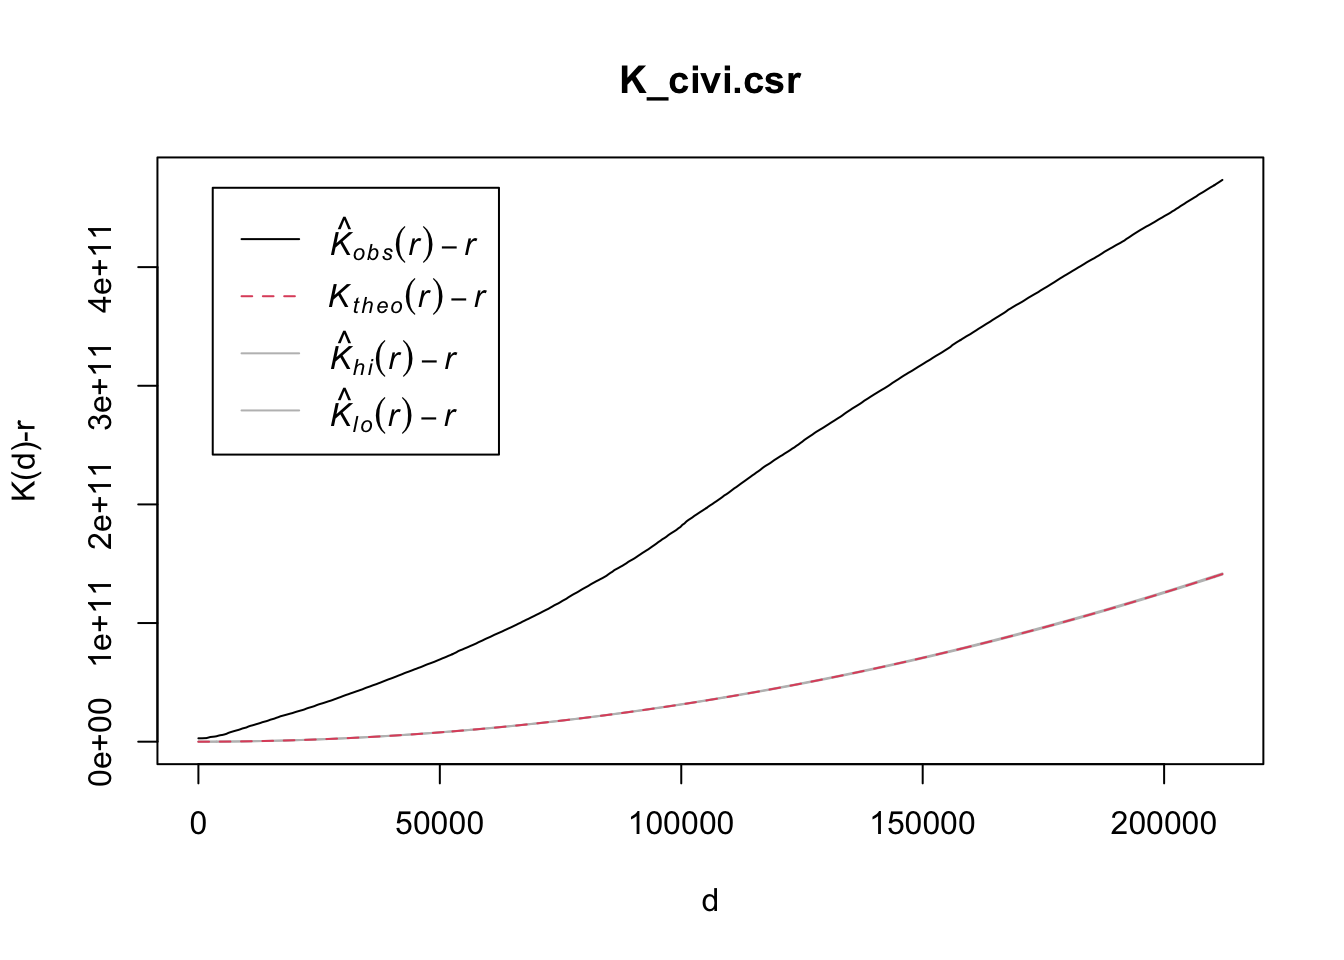 K_civi.csr
K̂obs(r) − r
Ktheo(r) − r
K̂hi(r) − r
K̂lo(r) − r
K(d)-r
4e+11
3e+11
2e+11
1e+11
0e+00
0 50000 100000 150000 200000
d